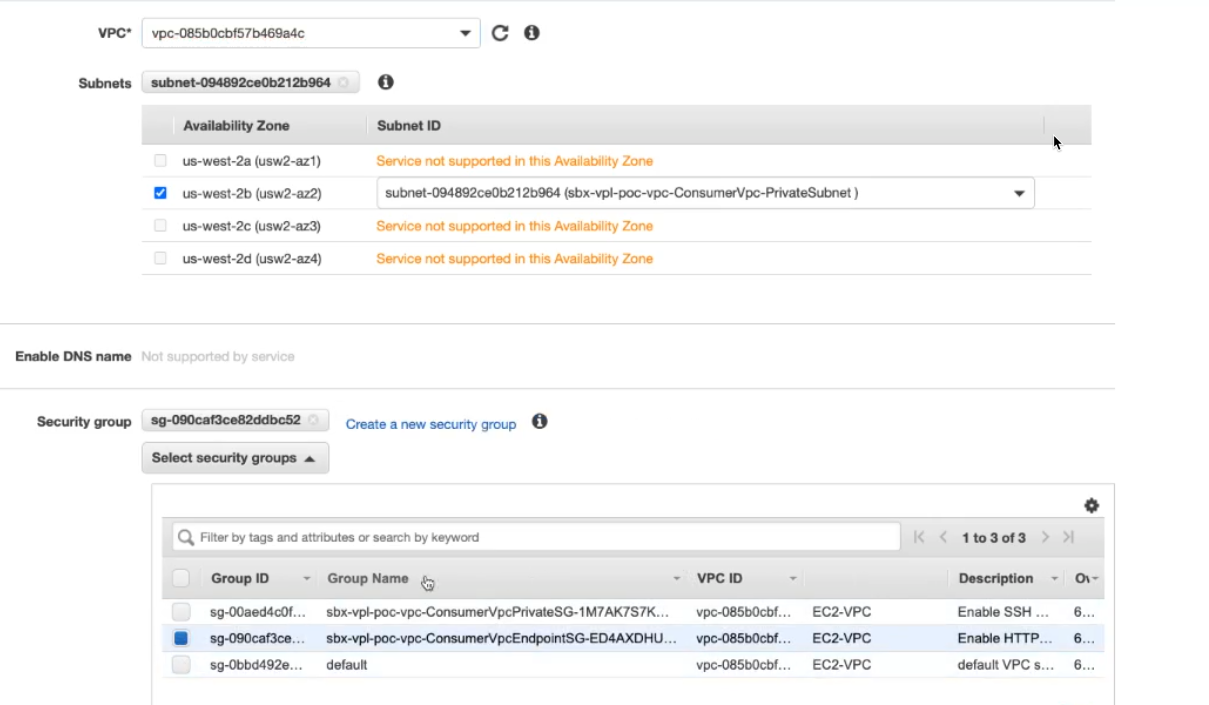 VPC* vpc-085b0cbf57b469a4c
Subnets subnet-094892ce0b212b964
Availability Zone Subnet ID
us-west-2a (usw2-az1) Service not supported in this Availability Zone
us-west-2b (usw2-az2) subnet-094892ce0b212b964 (sbx-vpl-poc-vpc-ConsumerVpc-PrivateSubnet )
us-west-2c (usw2-az3) Service not supported in this Availability Zone
us-west-2d (usw2-az4) Service not supported in this Availability Zone
Enable DNS name Not supported by service
Security group sg-090caf3ce82ddbc52 Create a new security group
Select security groups
Filter by tags and attributes or search by keyword 1 to 3 of 3
Group ID Group Name VPC ID Description Ov
sg-00aed4c0f... sbx-vpl-poc-vpc-ConsumerVpcPrivateSG-1M7AK7S7K... vpc-085b0cbf... EC2-VPC Enable SSH ... 6...
sg-090caf3ce... sbx-vpl-poc-vpc-ConsumerVpcEndpointSG-ED4AXDHU... vpc-085b0cbf... EC2-VPC Enable HTTP... 6...
sg-0bbd492e... default vpc-085b0cbf... EC2-VPC default VPC s... 6...